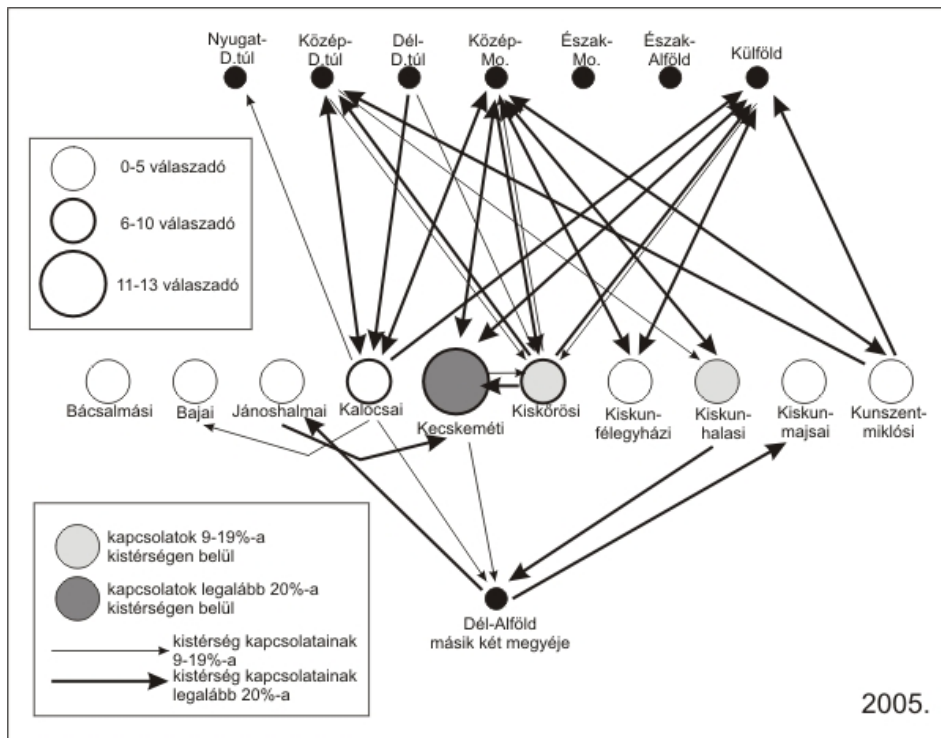 Nyugat-
D.túl
Közép-
D.túl
Dél-
D.túl
Közép-
Mo.
Észak-
Mo.
Észak-
Alföld
Külföld
0-5 válaszadó
6-10 válaszadó
11-13 válaszadó
Bácsalmási
Bajai
Jánoshalmai
Kalocsai
Kecskeméti
Kiskőrösi
Kiskun-
félegyházi
Kiskun-
halasi
Kiskun-
majsai
Kunszent-
miklósi
kapcsolatok 9-19%-a
kistérségen belül
kapcsolatok legalább 20%-a
kistérségen belül
kistérség kapcsolatainak
9-19%-a
kistérség kapcsolatainak
legalább 20%-a
Dél-Alföld
másik két megyéje
2005.